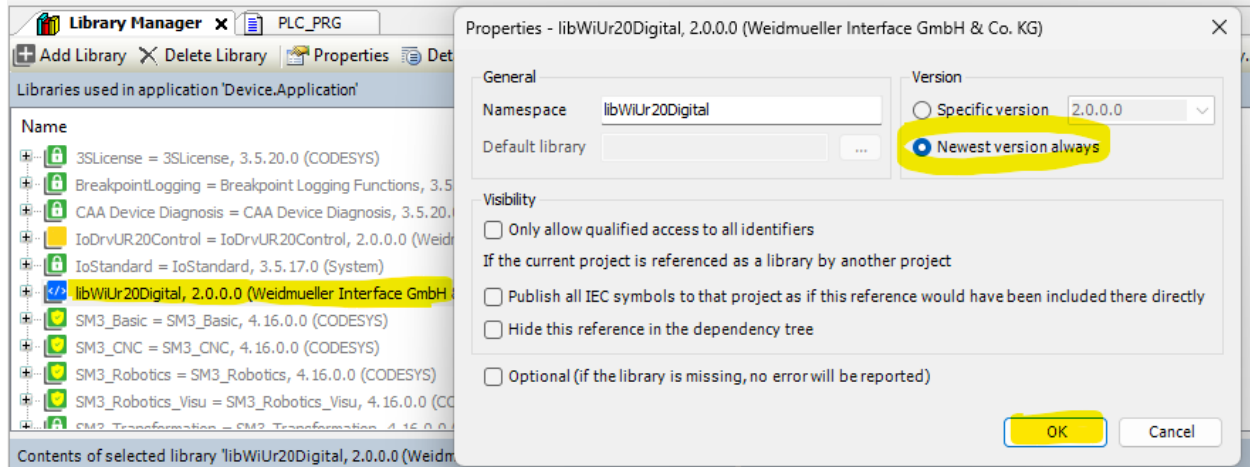 Library Manager
PLC_PRG
Add Library Delete Library Properties Det
Libraries used in application 'Device.Application'
Name
3SLicense = 3SLicense, 3.5.20.0 (CODESYS)
BreakpointLogging = Breakpoint Logging Functions, 3.5
CAA Device Diagnosis = CAA Device Diagnosis, 3.5.20.
IoDrvUR20Control = IoDrvUR20Control, 2.0.0.0 (Weidm
IoStandard = IoStandard, 3.5.17.0 (System)
libWiUr20Digital, 2.0.0.0 (Weidmueller Interface GmbH
SM3_Basic = SM3_Basic, 4.16.0.0 (CODESYS)
SM3_CNC = SM3_CNC, 4.16.0.0 (CODESYS)
SM3_Robotics = SM3_Robotics, 4.16.0.0 (CODESYS)
SM3_Robotics_Visu = SM3_Robotics_Visu, 4.16.0.0 (CO
SM3_Transformation = SM3_Transformation, 4.16.0.0
Contents of selected library 'libWiUr20Digital, 2.0.0.0 (Weidm
Properties - libWiUr20Digital, 2.0.0.0 (Weidmueller Interface GmbH & Co. KG)
General
Namespace libWiUr20Digital
Default library ...
Version
Specific version 2.0.0.0
Newest version always
Visibility
Only allow qualified access to all identifiers
If the current project is referenced as a library by another project
Publish all IEC symbols to that project as if this reference would have been included there directly
Hide this reference in the dependency tree
Optional (if the library is missing, no error will be reported)
OK Cancel